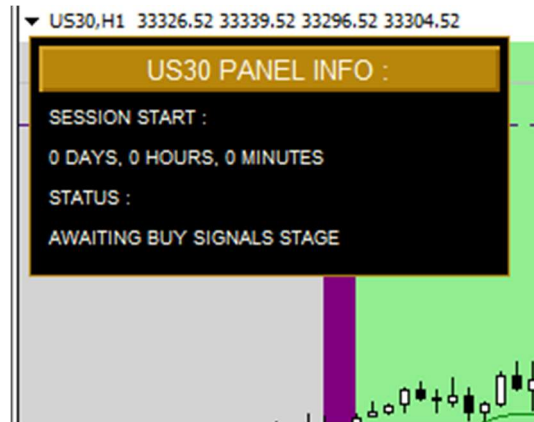 US30,H1 33326.52 33339.52 33296.52 33304.52
US30 PANEL INFO :
SESSION START :
0 DAYS, 0 HOURS, 0 MINUTES
STATUS :
AWAITING BUY SIGNALS STAGE